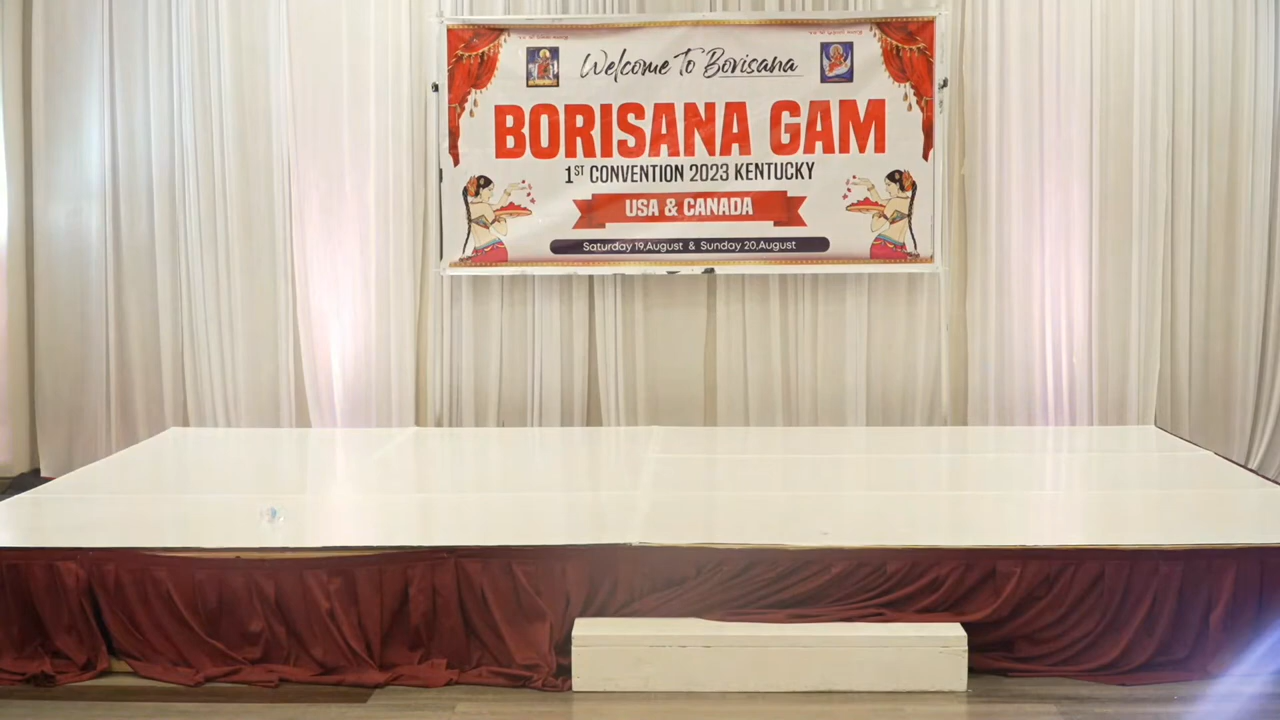 Welcome To Borisana
BORISANA GAM
1ST CONVENTION 2023 KENTUCKY
USA & CANADA
Saturday 19,August & Sunday 20,August